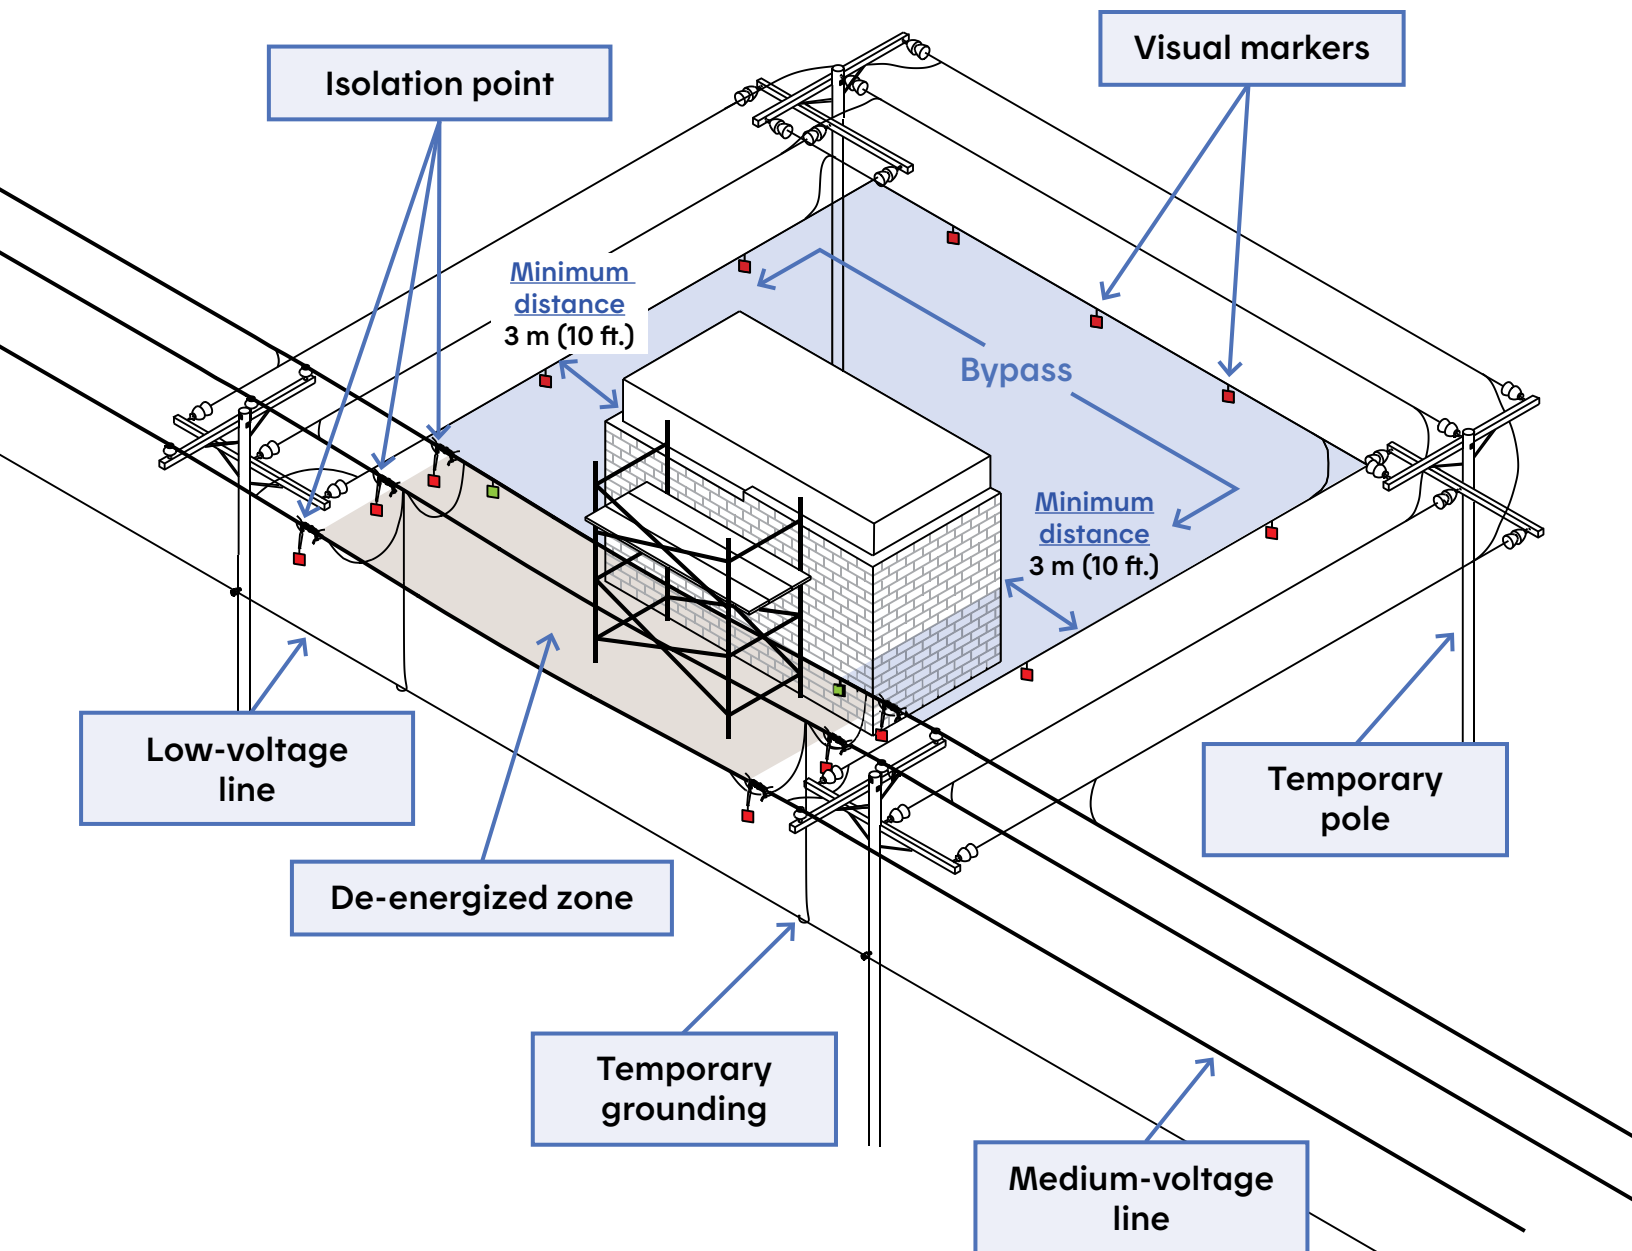 Visual markers
Isolation point
Minimum
distance
3 m (10 ft.)
Bypass
Minimum
distance
3 m (10 ft.)
Low-voltage
line
Temporary
pole
De-energized zone
Temporary
grounding
Medium-voltage
line